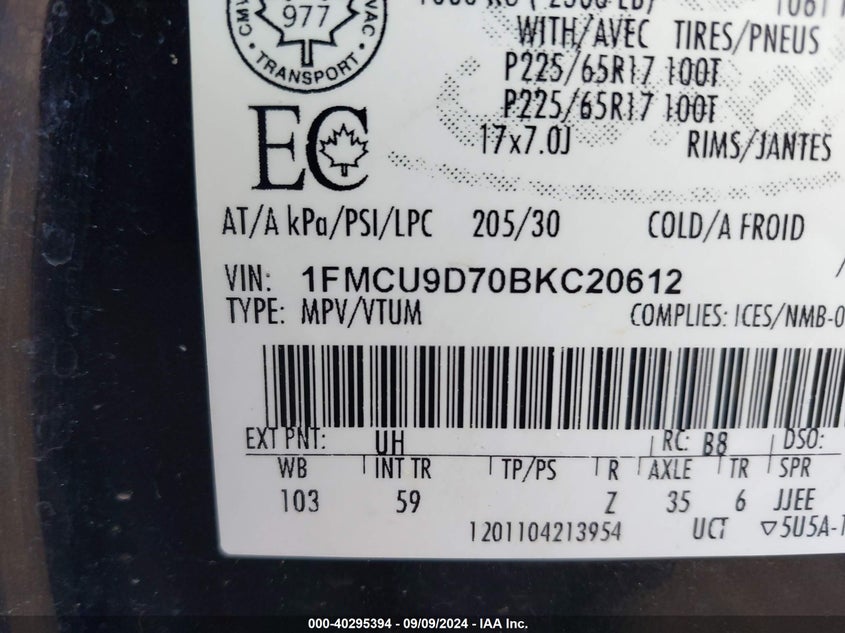 977
TRANSPORT
WITH/AVEC TIRES/PNEUS
P225/65R17 100T
P225/65R17 100T
17x7.0J RIMS/JANTES
EC
AT/A kPa/PSI/LPC 205/30 COLD/A FROID
VIN: 1FMCU9D70BKC20612
TYPE: MPV/VTUM COMPLIES: ICES/NMB-0
EXT PNT: UH RC: B8 DSO:
WB INT TR TP/PS R AXLE TR SPR
103 59 Z 35 6 JJEE
1201104213954 UCT ▽5U5A-1
000-40295394 - 09/09/2024 - IAA Inc.